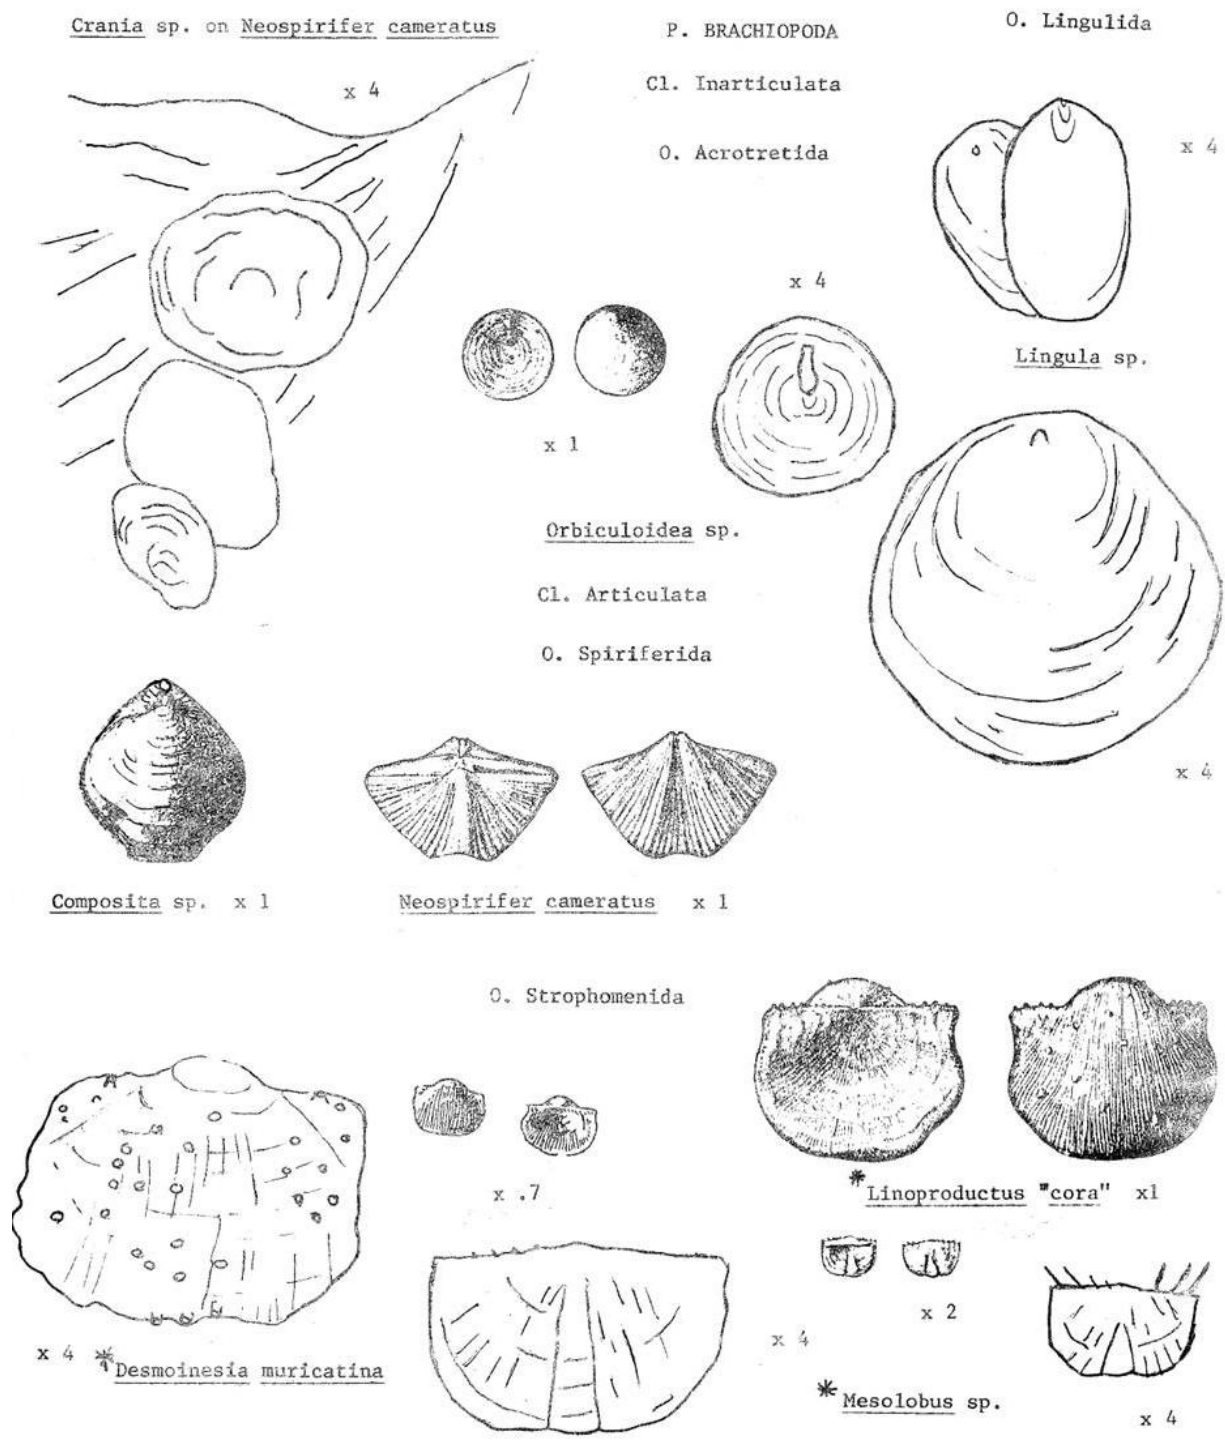 Crania sp. on Neospirifer cameratus
P. BRACHIOPODA
O. Lingulida
x 4
Cl. Inarticulata
O. Acrotretida
x 4
x 4
Lingula sp.
x 1
Orbiculoidea sp.
Cl. Articulata
O. Spiriferida
x 4
Composita sp. x 1
Neospirifer cameratus x 1
O. Strophomenida
x .7
*Linoproductus "cora" x1
x 2
x 4
x 4 *Desmoinesia muricatina
*Mesolobus sp.
x 4